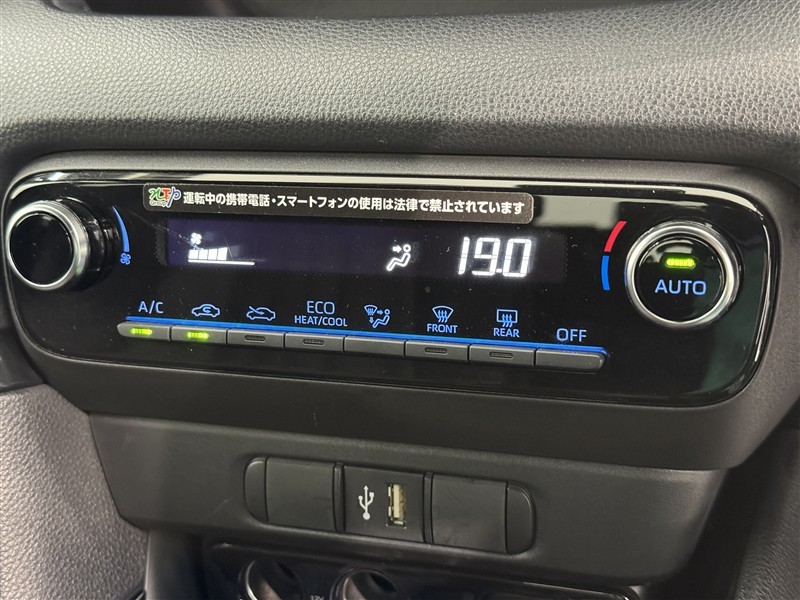 運転中の携帯電話・スマートフォンの使用は法律で禁止されています
19.0
AUTO
A/C
ECO
HEAT/COOL
FRONT
REAR
OFF